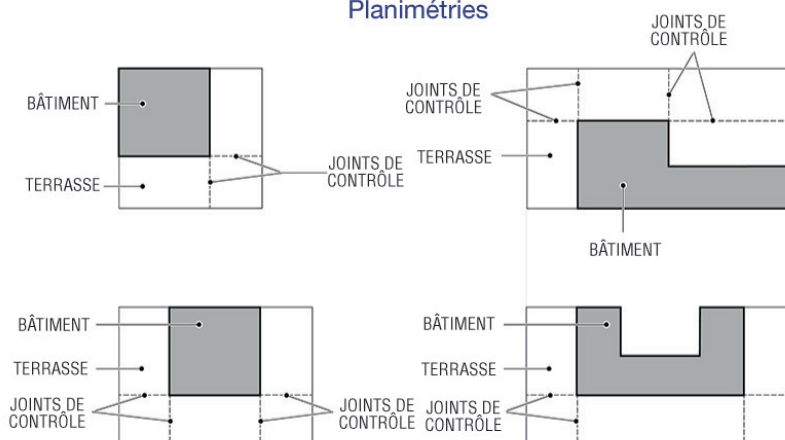 Planimétries
JOINTS DE
CONTRÔLE
BÂTIMENT
JOINTS DE
CONTRÔLE
TERRASSE
JOINTS DE
CONTRÔLE
TERRASSE
BÂTIMENT
BÂTIMENT
TERRASSE
JOINTS DE
CONTRÔLE
JOINTS DE
CONTRÔLE
BÂTIMENT
TERRASSE
JOINTS DE
CONTRÔLE